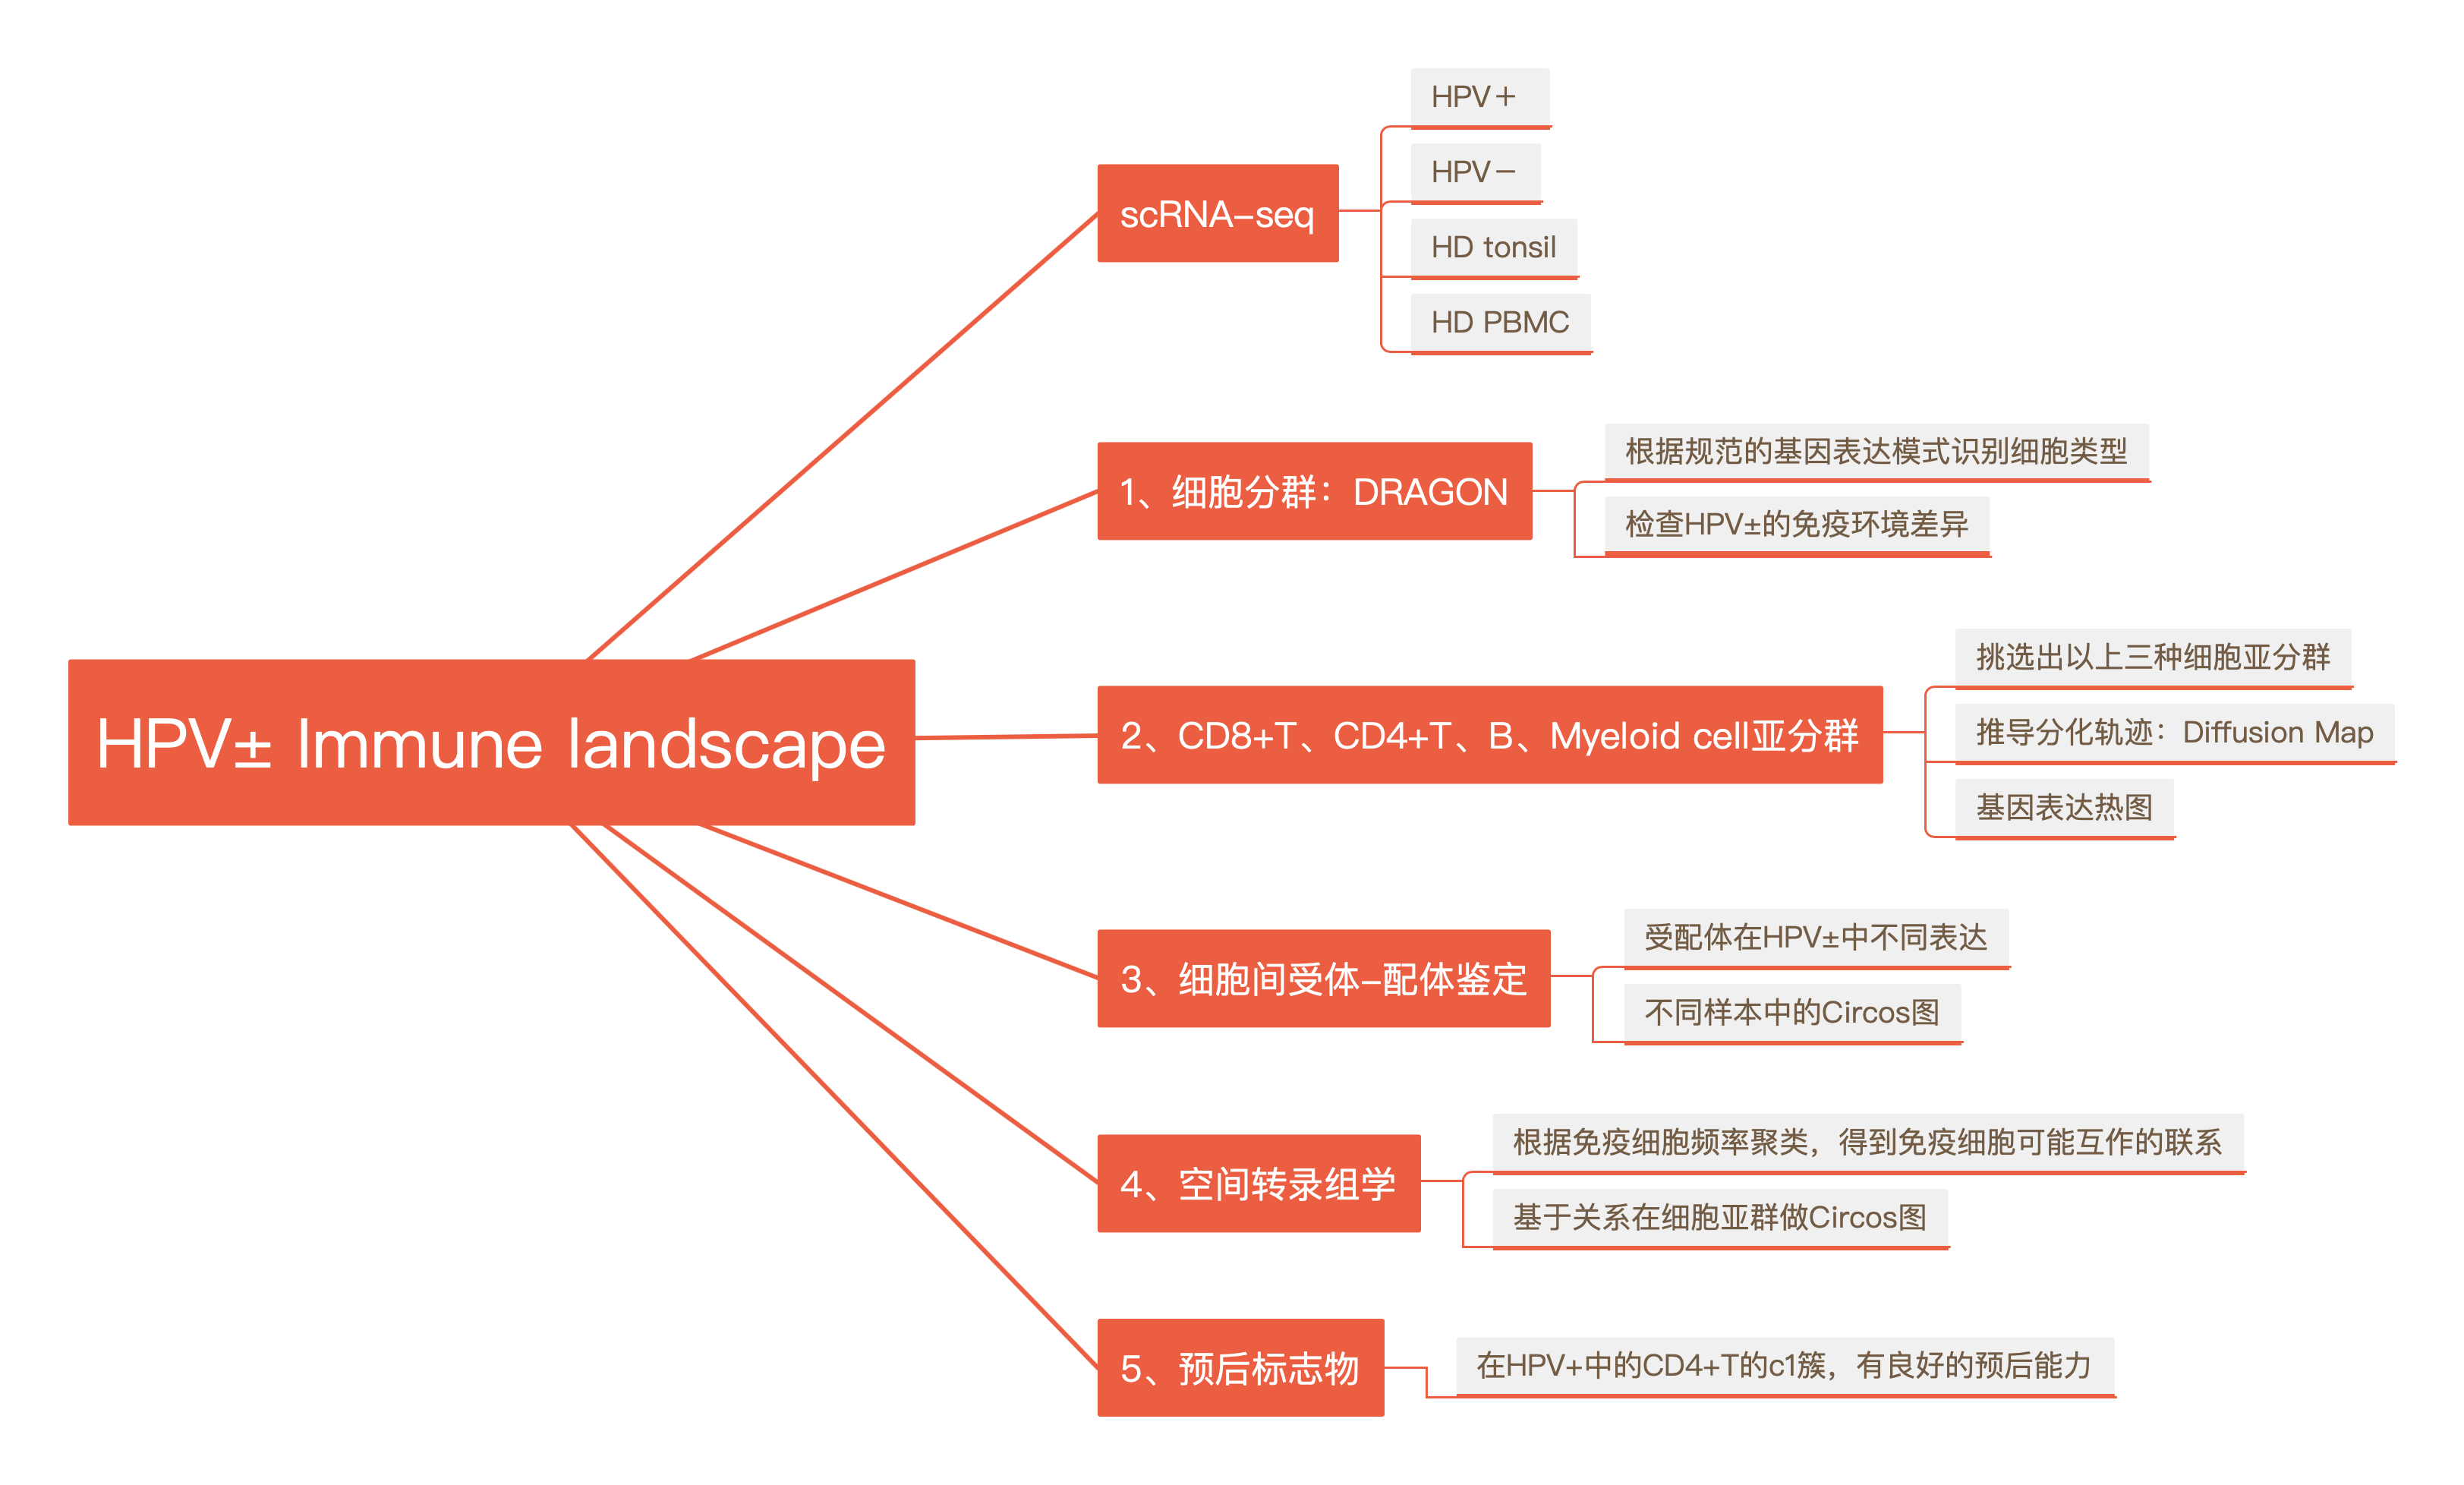 HPV± Immune landscape
scRNA-seq
HPV+
HPV-
HD tonsil
HD PBMC
1、细胞分群：DRAGON
根据规范的基因表达模式识别细胞类型
检查HPV±的免疫环境差异
2、CD8+T、CD4+T、B、Myeloid cell亚分群
挑选出以上三种细胞亚分群
推导分化轨迹：Diffusion Map
基因表达热图
3、细胞间受体-配体鉴定
受配体在HPV±中不同表达
不同样本中的Circos图
4、空间转录组学
根据免疫细胞频率聚类，得到免疫细胞可能互作的联系
基于关系在细胞亚群做Circos图
5、预后标志物
在HPV+中的CD4+T的c1簇，有良好的预后能力